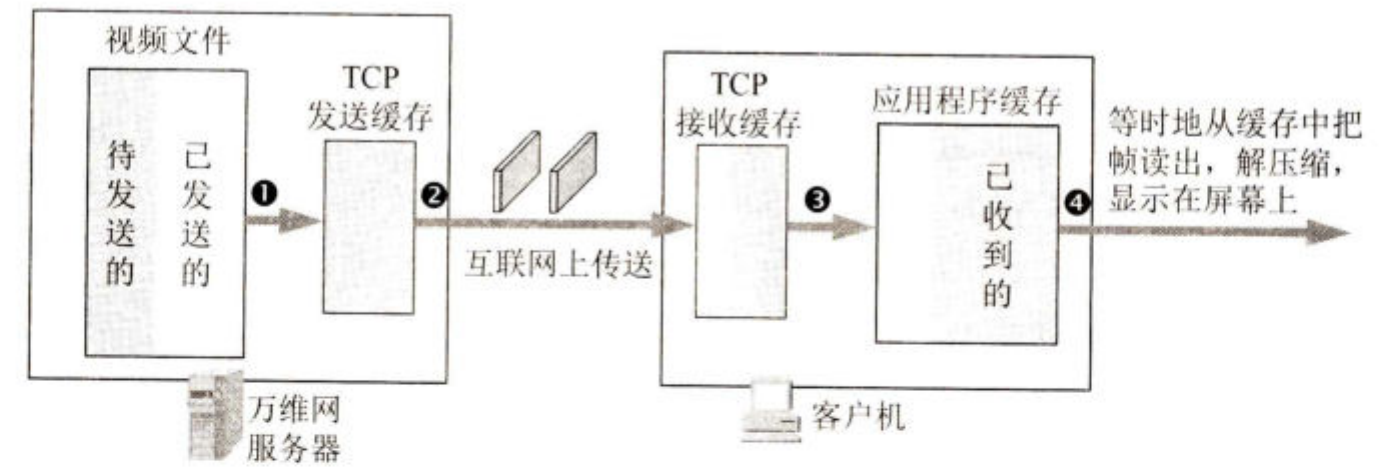 视频文件
待发送的
已发送的
❶
TCP
发送缓存
❷
互联网上传送
TCP
接收缓存
❸
应用程序缓存
已收到的
❹
等时地从缓存中把
帧读出，解压缩，
显示在屏幕上
万维网
服务器
客户机